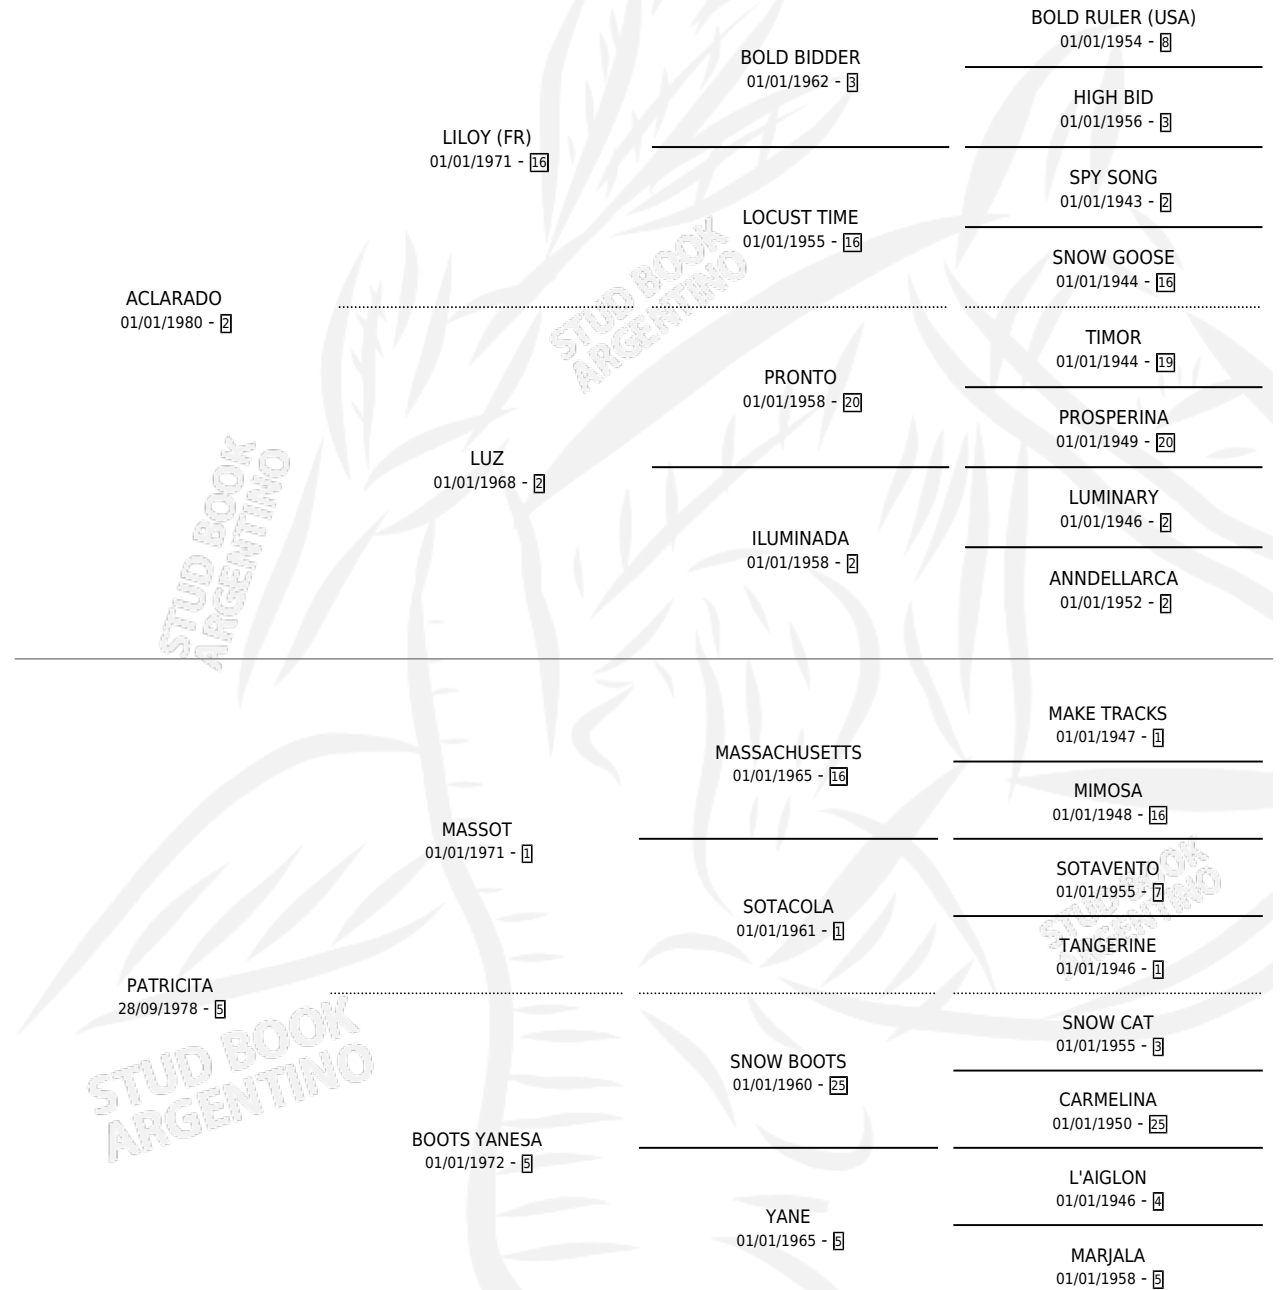 BOLD RULER (USA)
01/01/1954 - 8
BOLD BIDDER
01/01/1962 - 3
HIGH BID
01/01/1956 - 3
LILOY (FR)
01/01/1971 - 16
SPY SONG
01/01/1943 - 2
LOCUST TIME
01/01/1955 - 16
SNOW GOOSE
01/01/1944 - 16
ACLARADO
01/01/1980 - 2
TIMOR
01/01/1944 - 19
PRONTO
01/01/1958 - 20
PROSPERINA
01/01/1949 - 20
LUZ
01/01/1968 - 2
LUMINARY
01/01/1946 - 2
ILUMINADA
01/01/1958 - 2
ANNDELLARCA
01/01/1952 - 2
MAKE TRACKS
01/01/1947 - 1
MASSACHUSETTS
01/01/1965 - 16
MIMOSA
01/01/1948 - 16
MASSOT
01/01/1971 - 1
SOTAVENTO
01/01/1955 - 7
SOTACOLA
01/01/1961 - 1
TANGERINE
01/01/1946 - 1
PATRICITA
28/09/1978 - 5
SNOW CAT
01/01/1955 - 3
SNOW BOOTS
01/01/1960 - 25
CARMELINA
01/01/1950 - 25
BOOTS YANESA
01/01/1972 - 5
L'AIGLON
01/01/1946 - 4
YANE
01/01/1965 - 5
MARJALA
01/01/1958 - 5
STUD BOOK
ARGENTINO
STUD BOOK
ARGENTINO
STUD BOOK
ARGENTINO
STUD BOOK
ARGENTINO